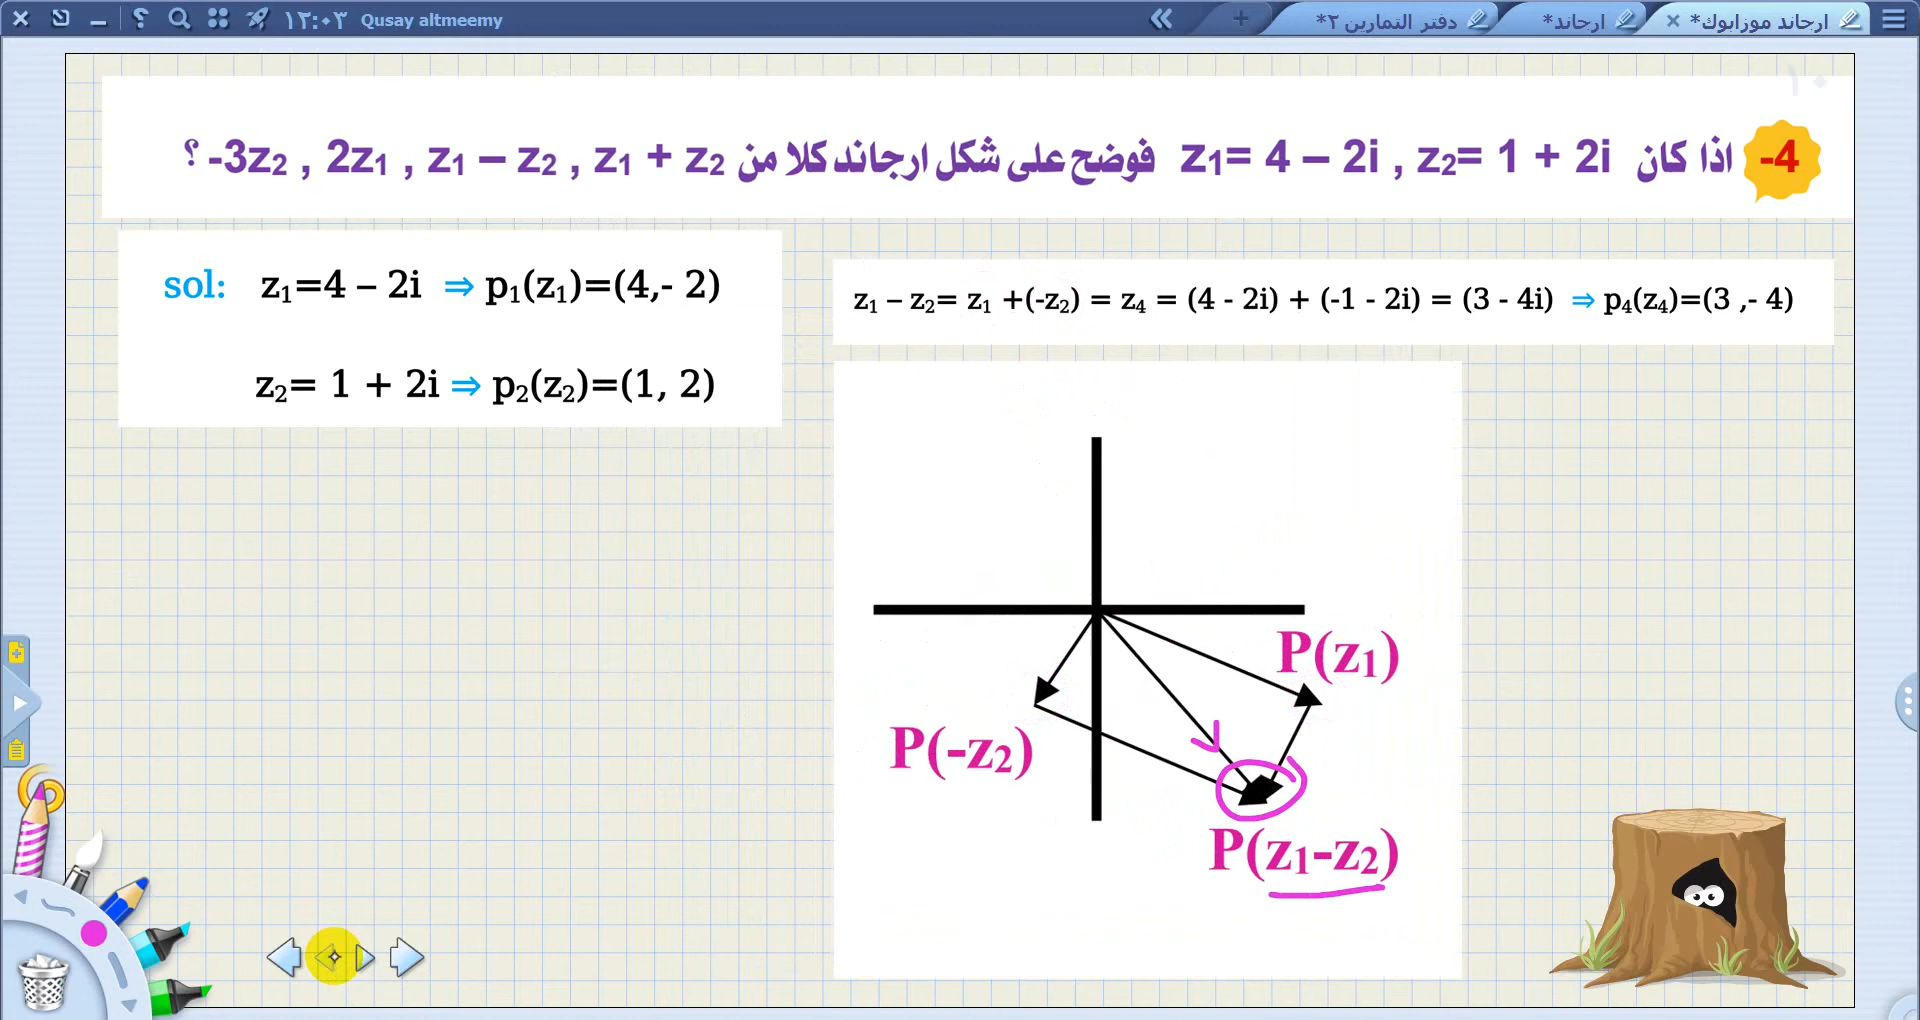 ١٢:٠٣ Qusay altmeemy
دفتر التمارين ٢*
ارجاند*
ارجاند موزابوك*
١٠
-4 اذا كان z₁= 4 – 2i , z₂= 1 + 2i فوضح على شكل ارجاند كلا من -3z₂ , 2z₁ , z₁ – z₂ , z₁ + z₂ ؟
sol: z₁=4 – 2i ⇒ p₁(z₁)=(4,- 2)
z₂= 1 + 2i ⇒ p₂(z₂)=(1, 2)
z₁ – z₂= z₁ +(-z₂) = z₄ = (4 - 2i) + (-1 - 2i) = (3 - 4i) ⇒ p₄(z₄)=(3 ,- 4)
P(z₁)
P(-z₂)
P(z₁-z₂)